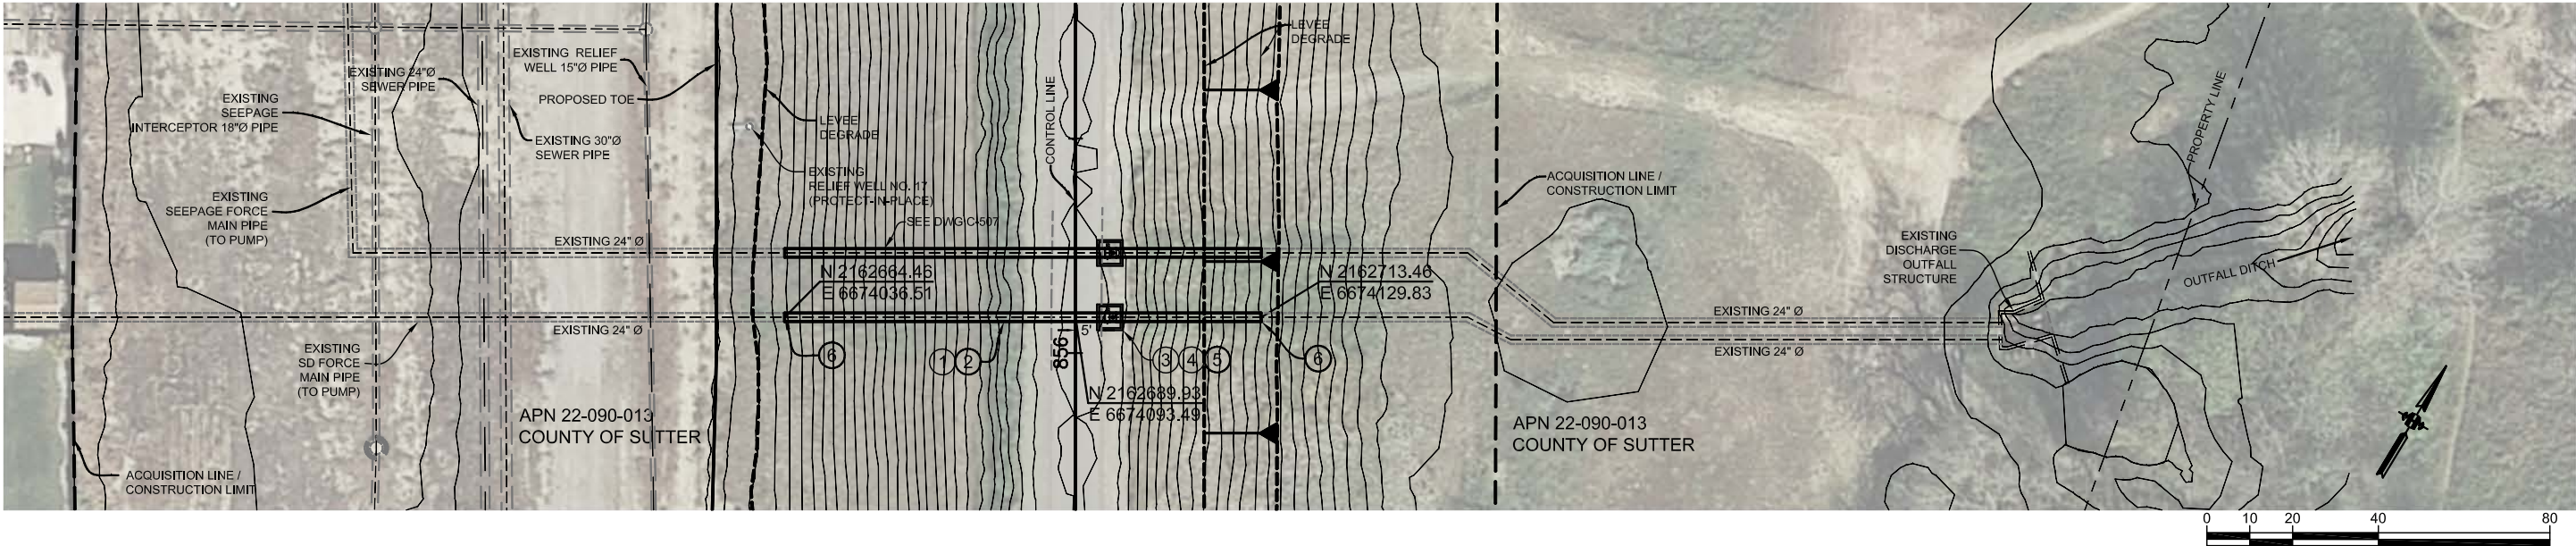 EXISTING 24"Ø
SEWER PIPE
EXISTING RELIEF
WELL 15"Ø PIPE
EXISTING
SEEPAGE
INTERCEPTOR 18"Ø PIPE
PROPOSED TOE
EXISTING 30"Ø
SEWER PIPE
LEVEE
DEGRADE
LEVEE
DEGRADE
CONTROL LINE
EXISTING
RELIEF WELL NO. 17
(PROTECT-IN-PLACE)
SEE DWG C-507
EXISTING
SEEPAGE FORCE
MAIN PIPE
(TO PUMP)
EXISTING 24" Ø
N 2162664.46
E 6674036.51
N 2162713.46
E 6674129.83
ACQUISITION LINE /
CONSTRUCTION LIMIT
PROPERTY LINE
EXISTING
DISCHARGE
OUTFALL
STRUCTURE
OUTFALL DITCH
EXISTING 24" Ø
EXISTING 24" Ø
EXISTING 24" Ø
EXISTING
SD FORCE
MAIN PIPE
(TO PUMP)
6
1 2
856
5'
3 4 5
6
N 2162689.93
E 6674093.49
APN 22-090-013
COUNTY OF SUTTER
APN 22-090-013
COUNTY OF SUTTER
ACQUISITION LINE /
CONSTRUCTION LIMIT
0 10 20 40 80